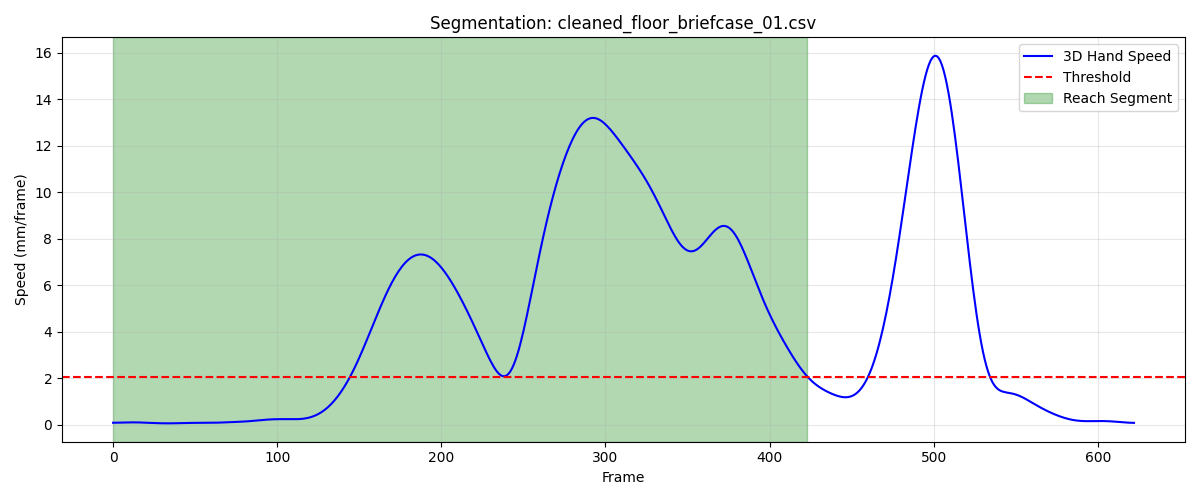 Segmentation: cleaned_floor_briefcase_01.csv
16
14
12
10
8
6
4
2
0
Speed (mm/frame)
3D Hand Speed
Threshold
Reach Segment
0 100 200 300 400 500 600
Frame